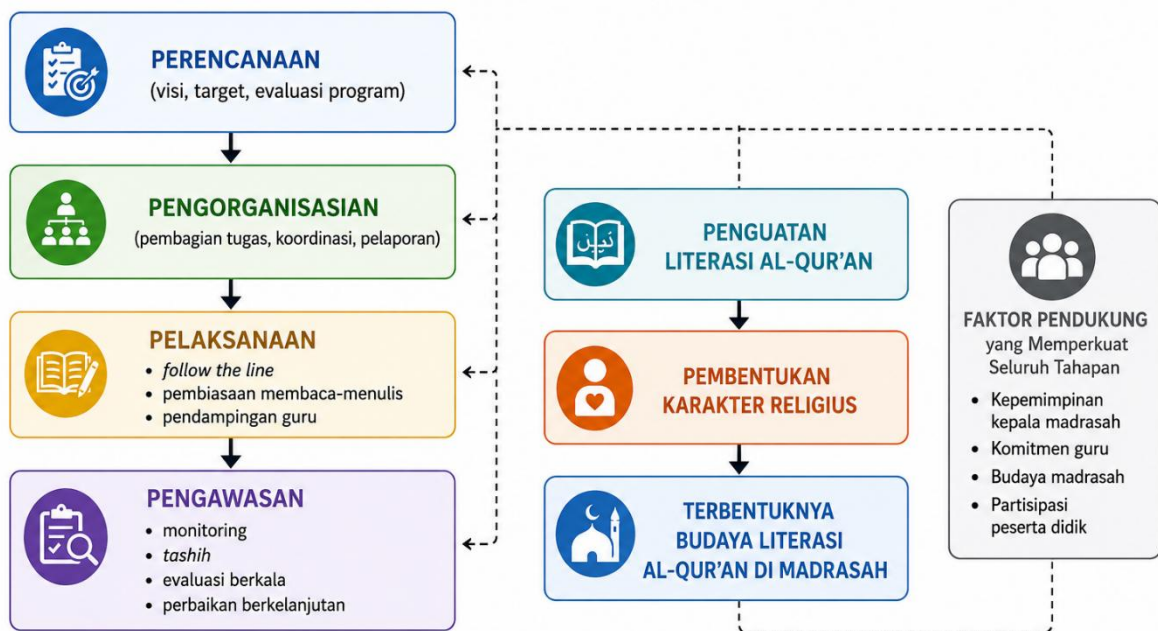 PERENCANAAN
(visi, target, evaluasi program)
PENGORGANISASIAN
(pembagian tugas, koordinasi, pelaporan)
PELAKSANAAN
• follow the line
• pembiasaan membaca-menulis
• pendampingan guru
PENGAWASAN
• monitoring
• tashih
• evaluasi berkala
• perbaikan berkelanjutan
PENGUATAN
LITERASI AL-QUR’AN
PEMBENTUKAN
KARAKTER RELIGIUS
TERBENTUKNYA
BUDAYA LITERASI
AL-QUR’AN DI MADRASAH
FAKTOR PENDUKUNG
yang Memperkuat
Seluruh Tahapan
• Kepemimpinan
kepala madrasah
• Komitmen guru
• Budaya madrasah
• Partisipasi
peserta didik